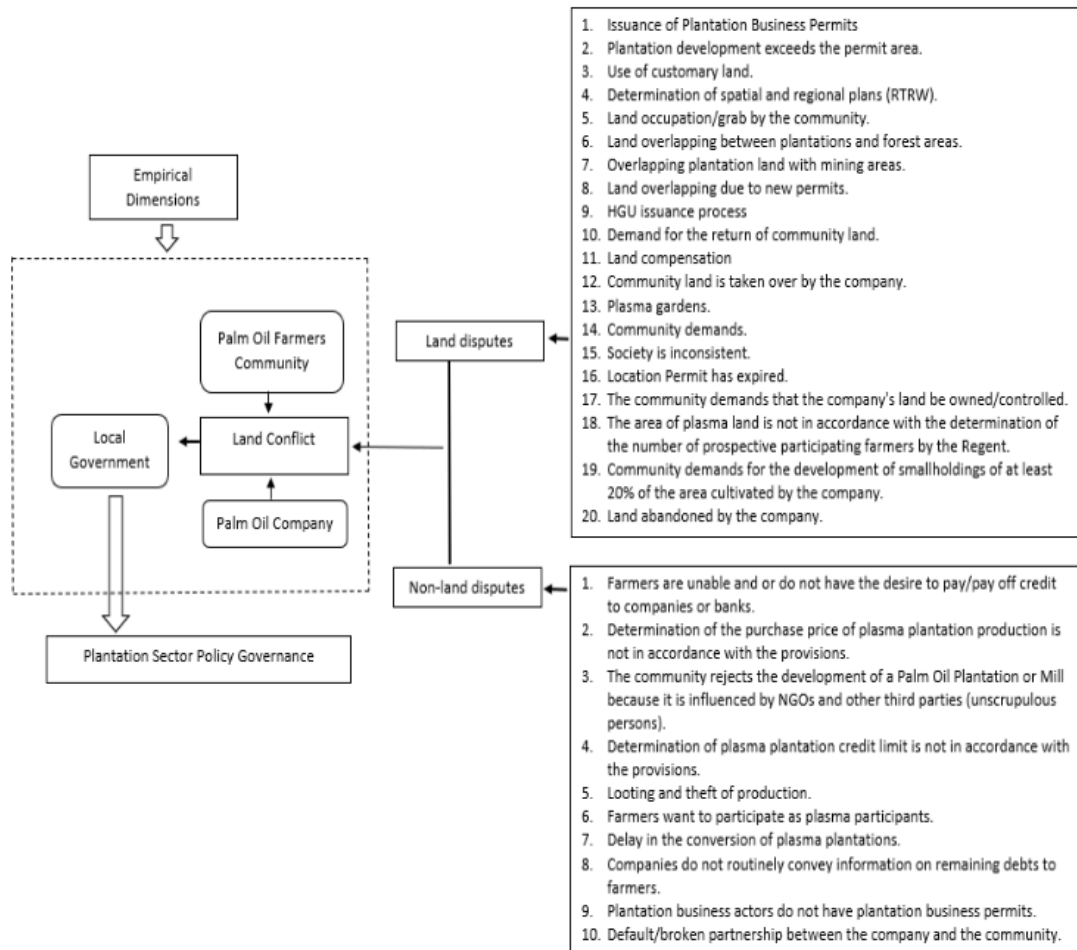 Empirical
Dimensions
Palm Oil Farmers
Community
Local
Government
Land Conflict
Palm Oil Company
Plantation Sector Policy Governance
Land disputes
Non-land disputes
1. Issuance of Plantation Business Permits
2. Plantation development exceeds the permit area.
3. Use of customary land.
4. Determination of spatial and regional plans (RTRW).
5. Land occupation/grab by the community.
6. Land overlapping between plantations and forest areas.
7. Overlapping plantation land with mining areas.
8. Land overlapping due to new permits.
9. HGU issuance process
10. Demand for the return of community land.
11. Land compensation
12. Community land is taken over by the company.
13. Plasma gardens.
14. Community demands.
15. Society is inconsistent.
16. Location Permit has expired.
17. The community demands that the company's land be owned/controlled.
18. The area of plasma land is not in accordance with the determination of
the number of prospective participating farmers by the Regent.
19. Community demands for the development of smallholdings of at least
20% of the area cultivated by the company.
20. Land abandoned by the company.
1. Farmers are unable and or do not have the desire to pay/pay off credit
to companies or banks.
2. Determination of the purchase price of plasma plantation production is
not in accordance with the provisions.
3. The community rejects the development of a Palm Oil Plantation or Mill
because it is influenced by NGOs and other third parties (unscrupulous
persons).
4. Determination of plasma plantation credit limit is not in accordance with
the provisions.
5. Looting and theft of production.
6. Farmers want to participate as plasma participants.
7. Delay in the conversion of plasma plantations.
8. Companies do not routinely convey information on remaining debts to
farmers.
9. Plantation business actors do not have plantation business permits.
10. Default/broken partnership between the company and the community.